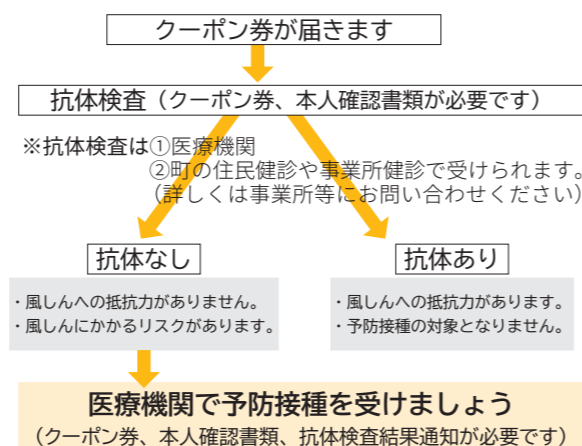 クーポン券が届きます
抗体検査（クーポン券、本人確認書類が必要です）
※抗体検査は①医療機関
②町の住民健診や事業所健診で受けられます。
（詳しくは事業所等にお問い合わせください）
抗体なし
・風しんへの抵抗力がありません。
・風しんにかかるリスクがあります。
抗体あり
・風しんへの抵抗力があります。
・予防接種の対象となりません。
医療機関で予防接種を受けましょう
（クーポン券、本人確認書類、抗体検査結果通知が必要です）